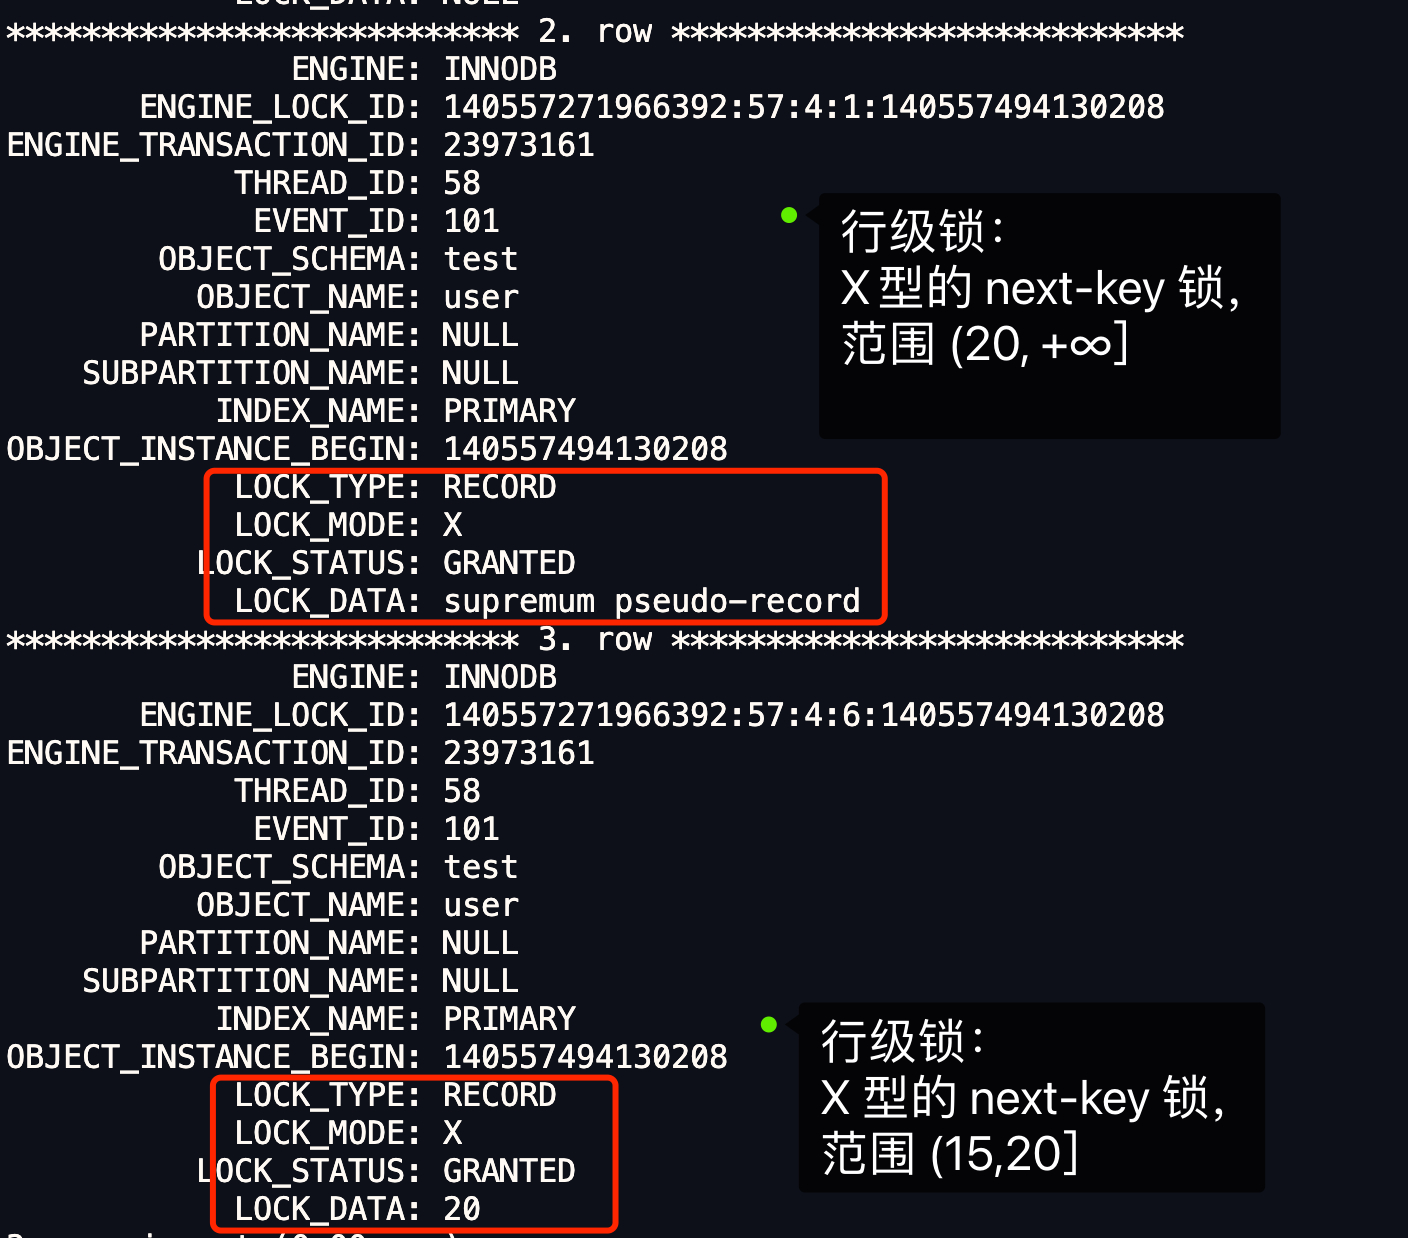 LOCK_DATA: NULL
*************************** 2. row ***************************
ENGINE: INNODB
ENGINE_LOCK_ID: 140557271966392:57:4:1:140557494130208
ENGINE_TRANSACTION_ID: 23973161
THREAD_ID: 58
EVENT_ID: 101
OBJECT_SCHEMA: test
OBJECT_NAME: user
PARTITION_NAME: NULL
SUBPARTITION_NAME: NULL
INDEX_NAME: PRIMARY
OBJECT_INSTANCE_BEGIN: 140557494130208
LOCK_TYPE: RECORD
LOCK_MODE: X
LOCK_STATUS: GRANTED
LOCK_DATA: supremum pseudo-record
行级锁：
X 型的 next-key 锁，
范围 (20, +∞]
*************************** 3. row ***************************
ENGINE: INNODB
ENGINE_LOCK_ID: 140557271966392:57:4:6:140557494130208
ENGINE_TRANSACTION_ID: 23973161
THREAD_ID: 58
EVENT_ID: 101
OBJECT_SCHEMA: test
OBJECT_NAME: user
PARTITION_NAME: NULL
SUBPARTITION_NAME: NULL
INDEX_NAME: PRIMARY
OBJECT_INSTANCE_BEGIN: 140557494130208
LOCK_TYPE: RECORD
LOCK_MODE: X
LOCK_STATUS: GRANTED
LOCK_DATA: 20
行级锁：
X 型的 next-key 锁，
范围 (15,20]